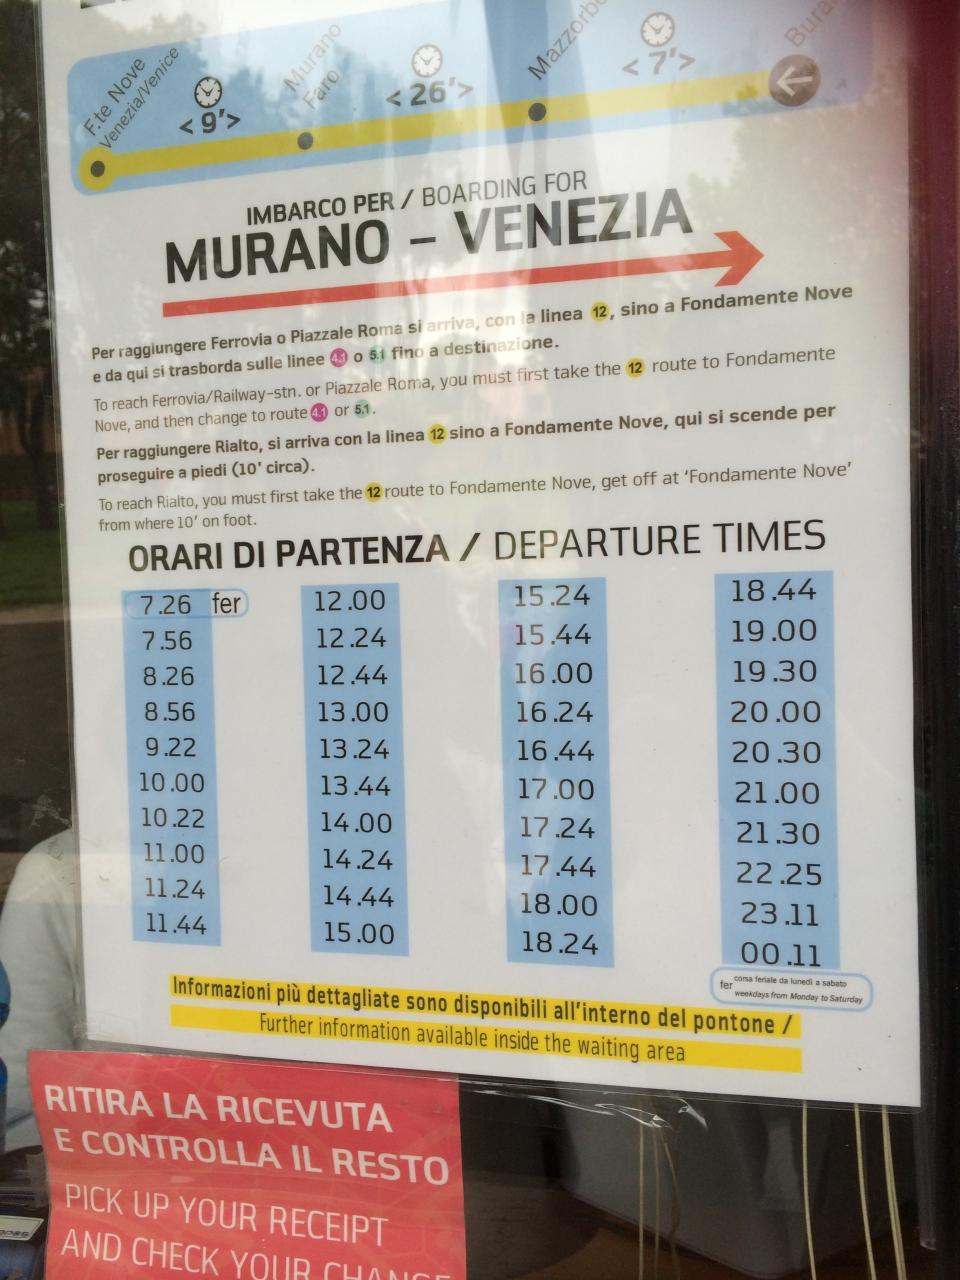 F.te Nove
Venezia/Venice
< 9'>
Murano
Faro
< 26'>
Mazzorbo
< 7'>
IMBARCO PER / BOARDING FOR
MURANO – VENEZIA
Per raggiungere Ferrovia o Piazzale Roma si arriva, con la linea 12, sino a Fondamente Nove
e da qui si trasborda sulle linee 4.1 o 5.1 fino a destinazione.
To reach Ferrovia/Railway-stn. or Piazzale Roma, you must first take the 12 route to Fondamente
Nove, and then change to route 4.1 or 5.1.
Per raggiungere Rialto, si arriva con la linea 12 sino a Fondamente Nove, qui si scende per
proseguire a piedi (10' circa).
To reach Rialto, you must first take the 12 route to Fondamente Nove, get off at 'Fondamente Nove'
from where 10' on foot.
ORARI DI PARTENZA / DEPARTURE TIMES
7.26 fer
7.56
8.26
8.56
9.22
10.00
10.22
11.00
11.24
11.44
12.00
12.24
12.44
13.00
13.24
13.44
14.00
14.24
14.44
15.00
15.24
15.44
16.00
16.24
16.44
17.00
17.24
17.44
18.00
18.24
18.44
19.00
19.30
20.00
20.30
21.00
21.30
22.25
23.11
00.11
fer corsa feriale da lunedì a sabato
weekdays from Monday to Saturday
Informazioni più dettagliate sono disponibili all'interno del pontone /
Further information available inside the waiting area
RITIRA LA RICEVUTA
E CONTROLLA IL RESTO
PICK UP YOUR RECEIPT
AND CHECK YOUR CHANGE